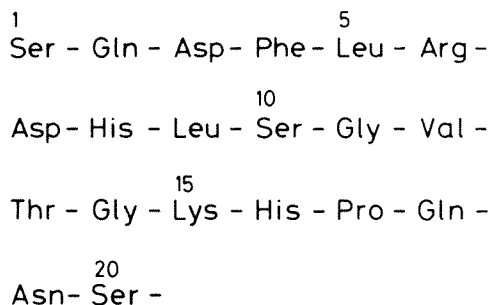 1 5
Ser - Gln - Asp - Phe - Leu - Arg -
10
Asp - His - Leu - Ser - Gly - Val -
15
Thr - Gly - Lys - His - Pro - Gln -
20
Asn - Ser -